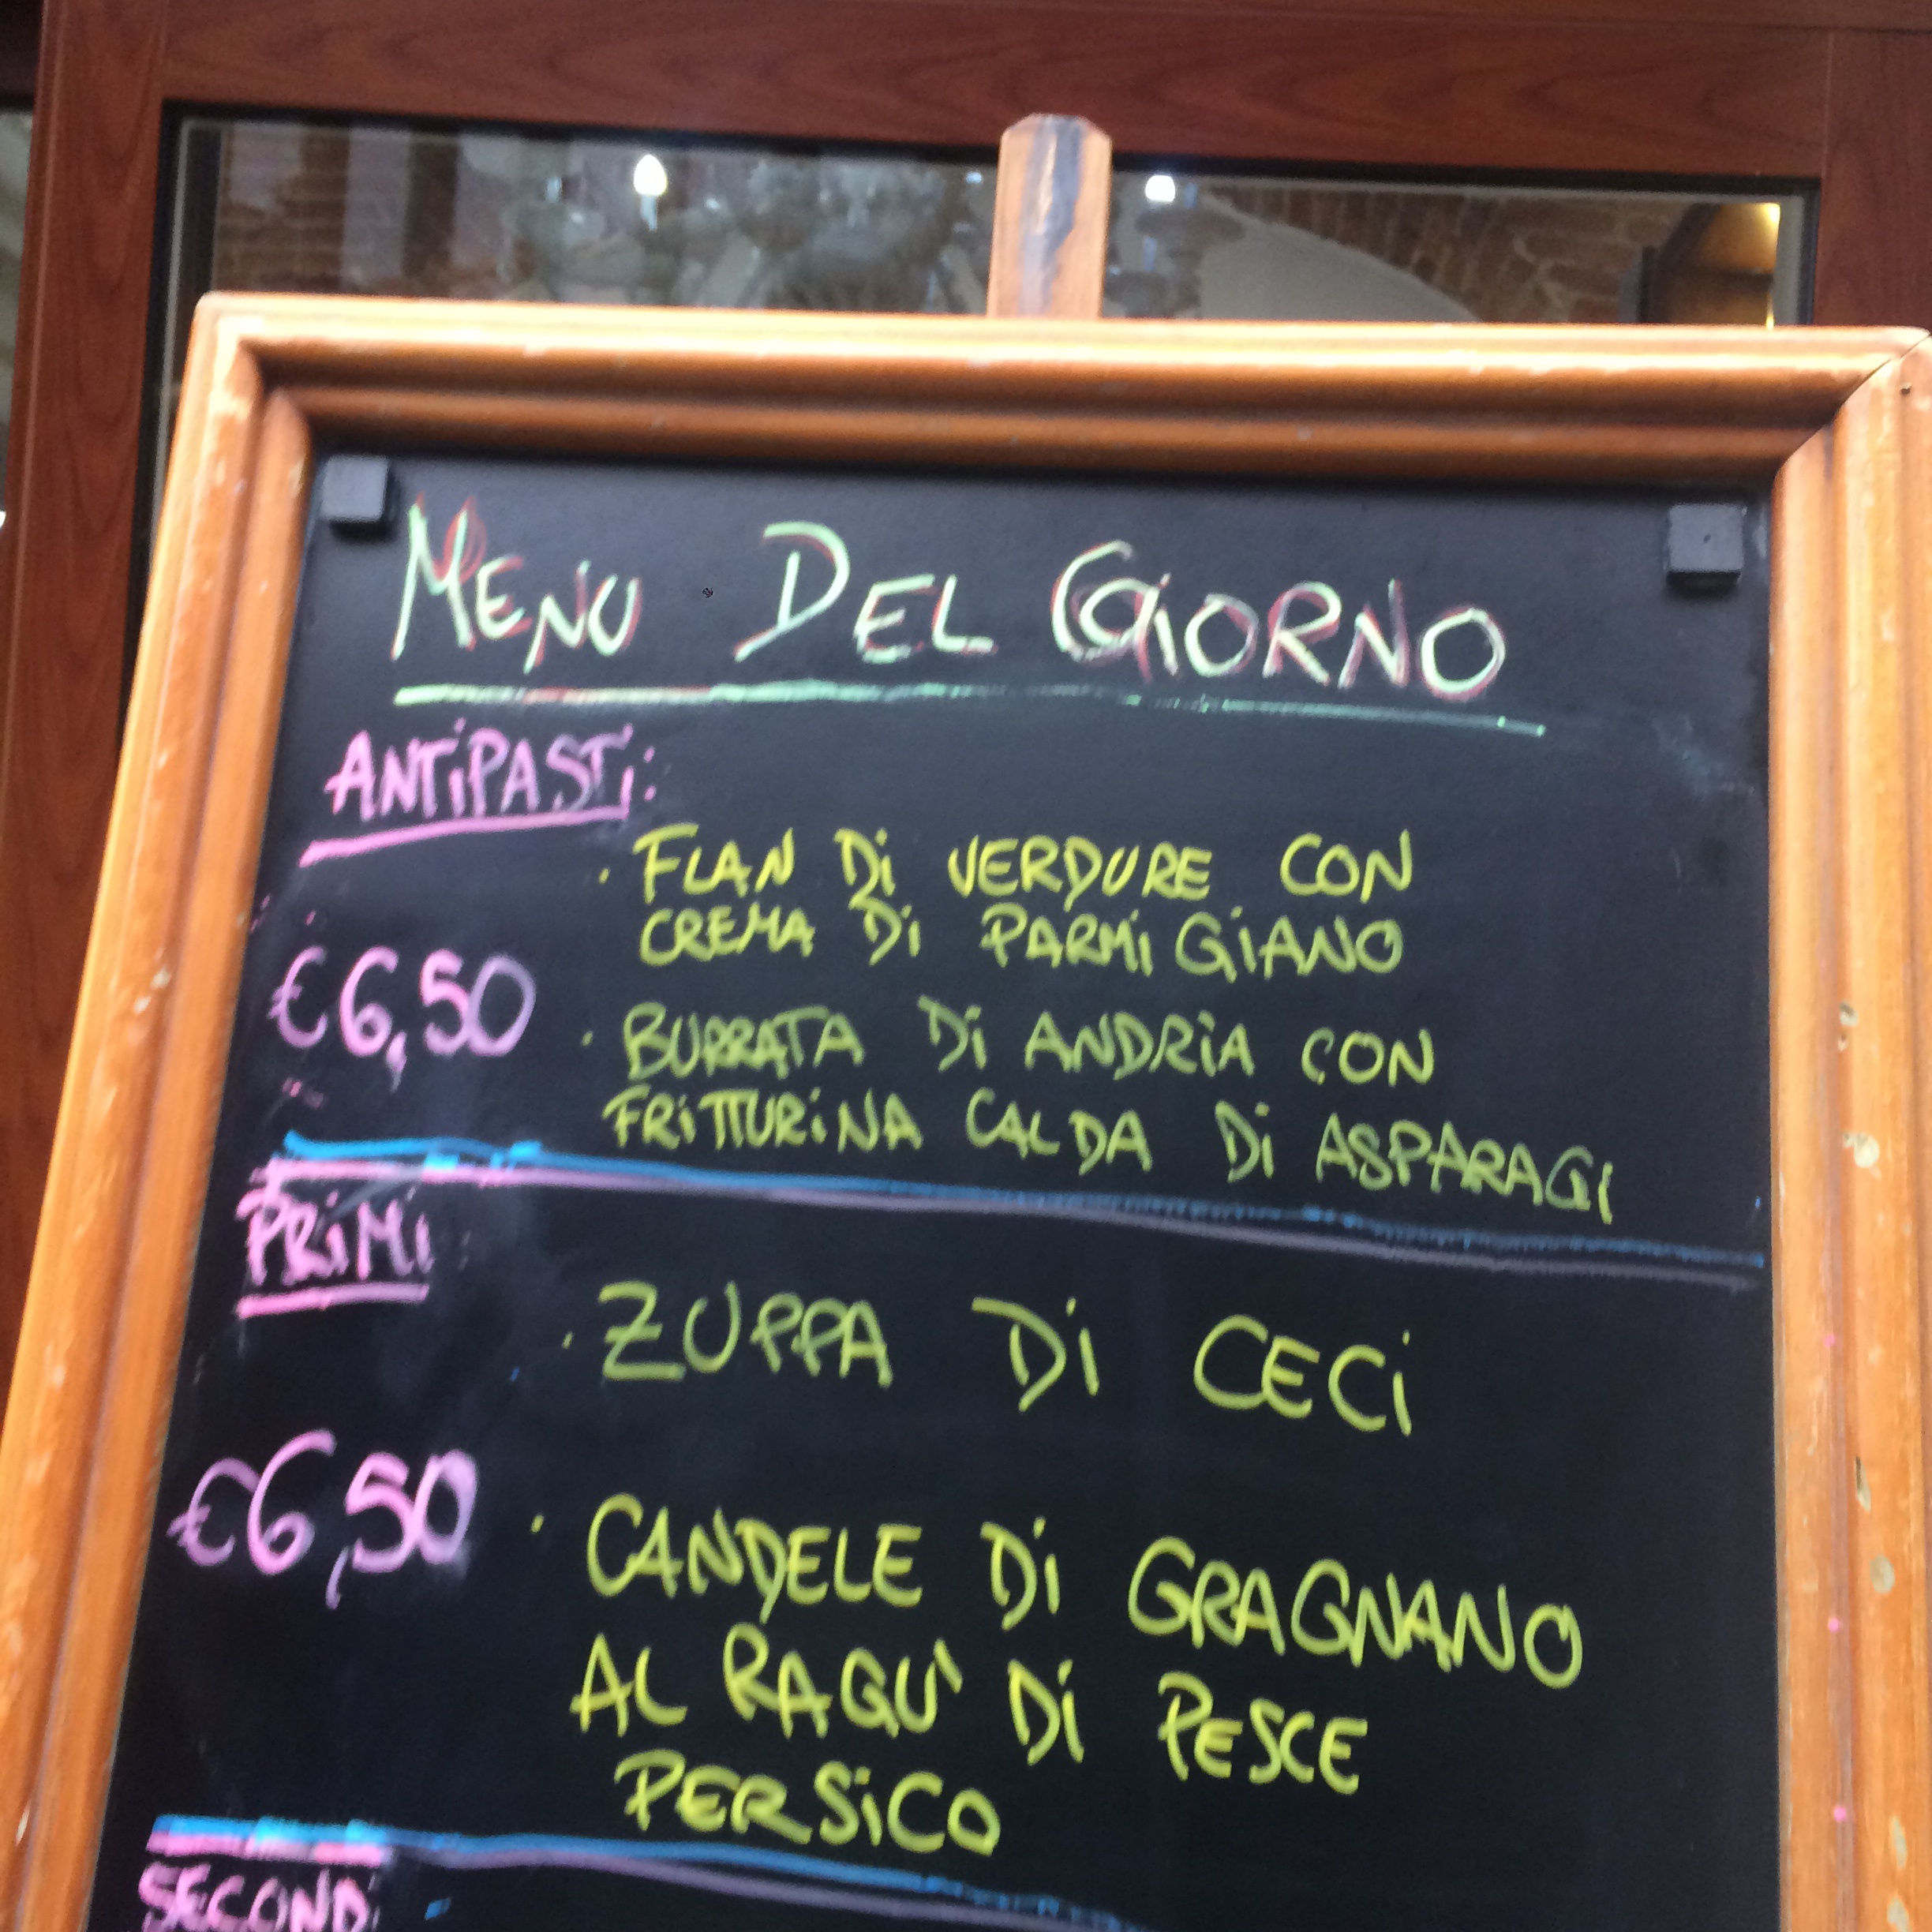 MENU DEL GIORNO
ANTiPASTi:
· FLAN Di VERDURE CON
CREMA Di PARMiGiANO
€6,50
· BURRATA Di ANDRiA CON
FRiTTURiNA CALDA Di ASPARAGi
PRiMi
· ZUPPA Di CECi
€6,50
· CANDELE Di GRAGNANO
AL RAGU' Di PESCE
PERSiCO
SECONDi